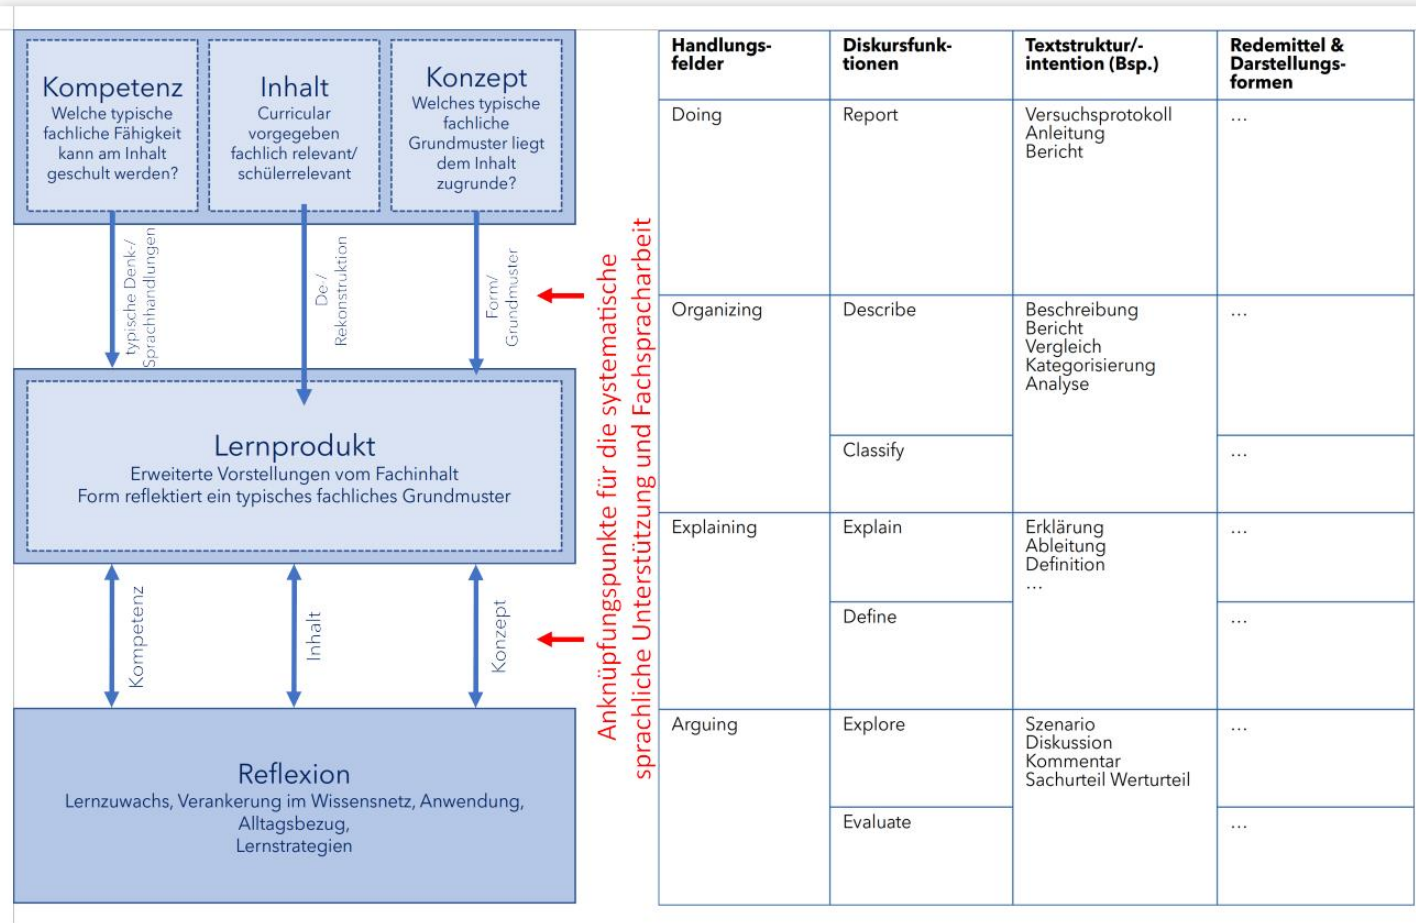 Kompetenz
Welche typische
fachliche Fähigkeit
kann am Inhalt
geschult werden?
Inhalt
Curricular
vorgegeben
fachlich relevant/
schülerrelevant
Konzept
Welches typische
fachliche
Grundmuster liegt
dem Inhalt
zugrunde?
typische Denk-/
Sprachhandlungen
De-/
Rekonstruktion
Form/
Grundmuster
Lernprodukt
Erweiterte Vorstellungen vom Fachinhalt
Form reflektiert ein typisches fachliches Grundmuster
Kompetenz
Inhalt
Konzept
Reflexion
Lernzuwachs, Verankerung im Wissensnetz, Anwendung,
Alltagsbezug,
Lernstrategien
Anknüpfungspunkte für die systematische
sprachliche Unterstützung und Fachspracharbeit
Handlungs-
felder
Diskursfunk-
tionen
Textstruktur/-
intention (Bsp.)
Redemittel &
Darstellungs-
formen
Doing
Report
Versuchsprotokoll
Anleitung
Bericht
…
Organizing
Describe
Beschreibung
Bericht
Vergleich
Kategorisierung
Analyse
…
Classify
…
Explaining
Explain
Erklärung
Ableitung
Definition
…
…
Define
…
Arguing
Explore
Szenario
Diskussion
Kommentar
Sachurteil Werturteil
…
Evaluate
…